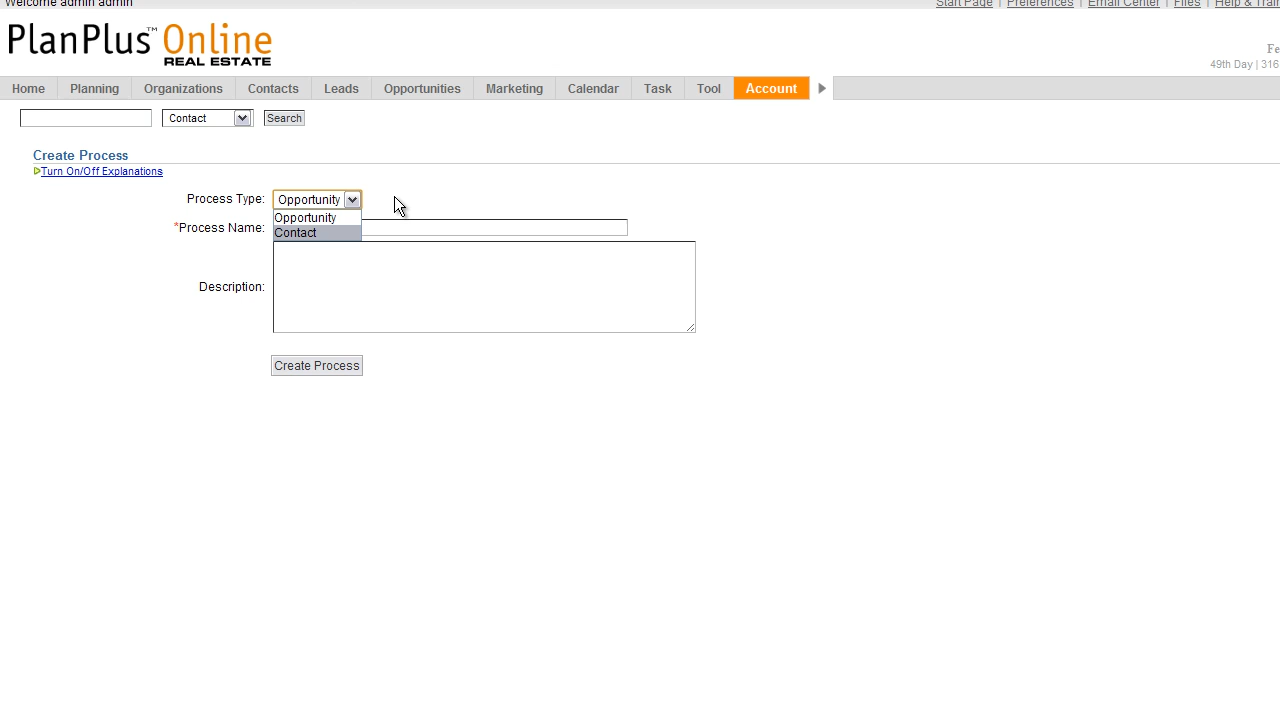 Welcome admin admin
Start Page | Preferences | Email Center | Files | Help &
PlanPlus™ Online
REAL ESTATE
Fe
49th Day | 316
Home Planning Organizations Contacts Leads Opportunities Marketing Calendar Task Tool Account
Contact Search
Create Process
Turn On/Off Explanations
Process Type: Opportunity
Opportunity
*Process Name:
Contact
Description:
Create Process